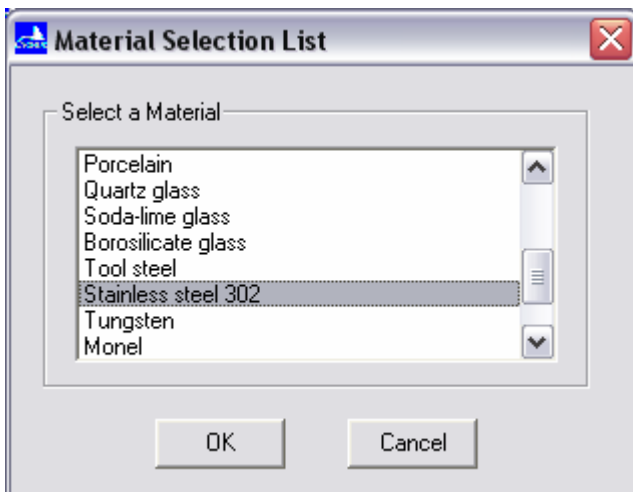 Material Selection List
Select a Material
Porcelain
Quartz glass
Soda-lime glass
Borosilicate glass
Tool steel
Stainless steel 302
Tungsten
Monel
OK Cancel